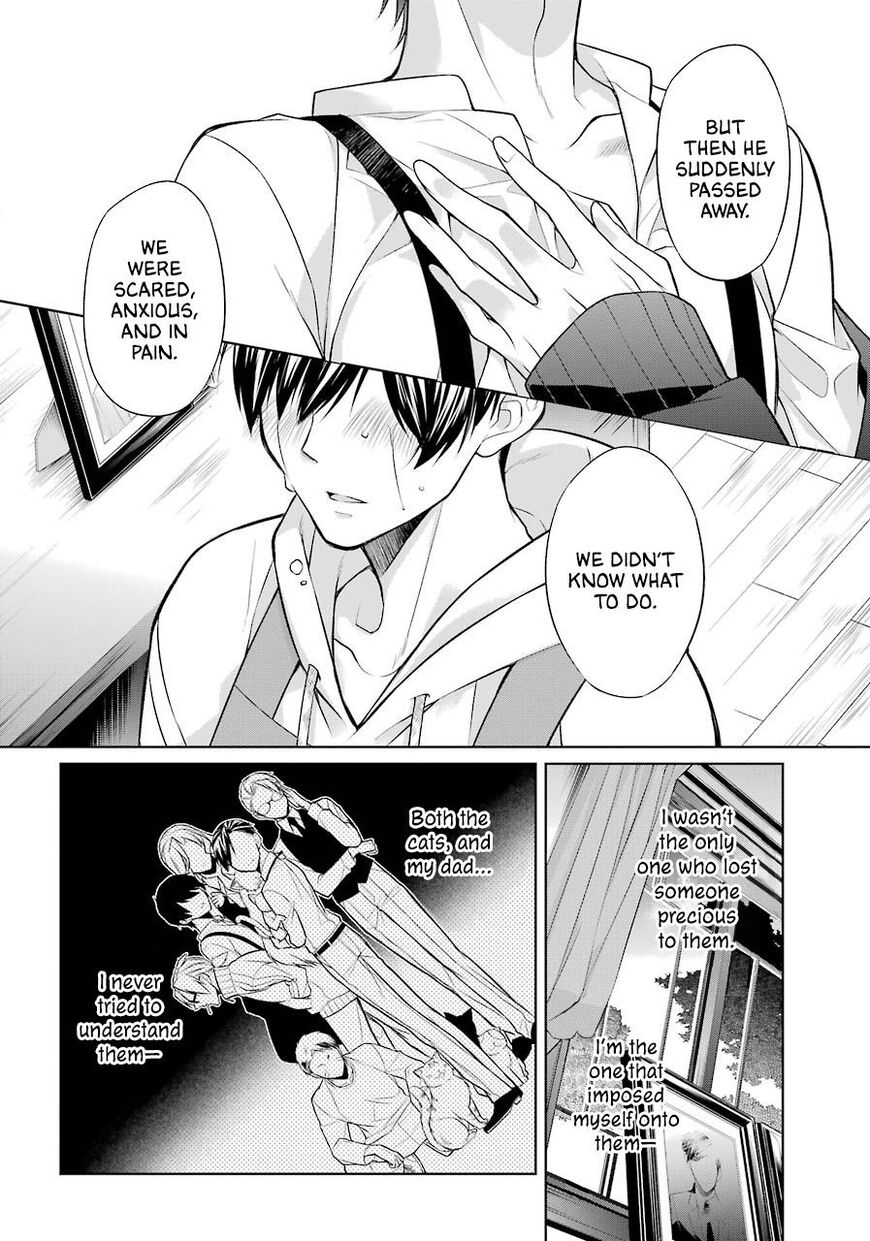 BUT
THEN HE
SUDDENLY
PASSED
AWAY.
WE
WERE
SCARED,
ANXIOUS,
AND IN
PAIN.
WE DIDN'T
KNOW WHAT
TO DO.
I wasn't
the only
one who lost
someone
precious
to them.
I'm the
one that
imposed
myself onto
them—
Both the
cats, and
my dad...
I never
tried to
understand
them—